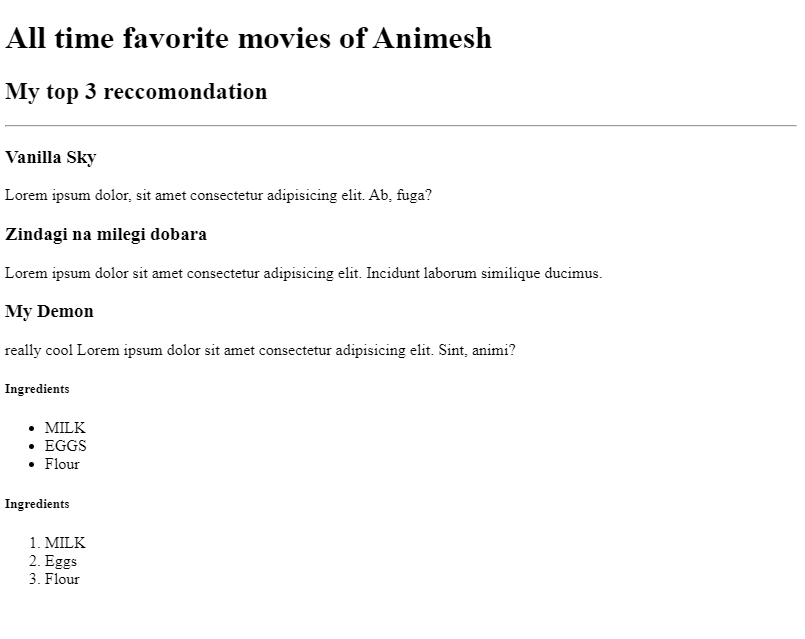 All time favorite movies of Animesh
My top 3 reccomondation
Vanilla Sky
Lorem ipsum dolor, sit amet consectetur adipisicing elit. Ab, fuga?
Zindagi na milegi dobara
Lorem ipsum dolor sit amet consectetur adipisicing elit. Incidunt laborum similique ducimus.
My Demon
really cool Lorem ipsum dolor sit amet consectetur adipisicing elit. Sint, animi?
Ingredients
• MILK
• EGGS
• Flour
Ingredients
1. MILK
2. Eggs
3. Flour